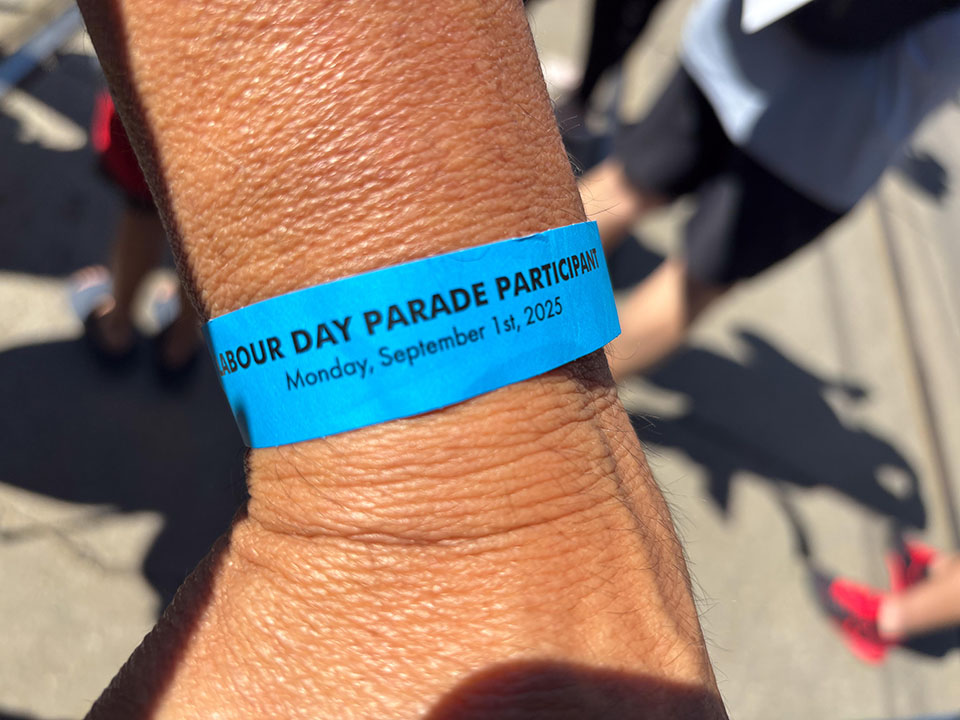 LABOUR DAY PARADE PARTICIPANT
Monday, September 1st, 2025